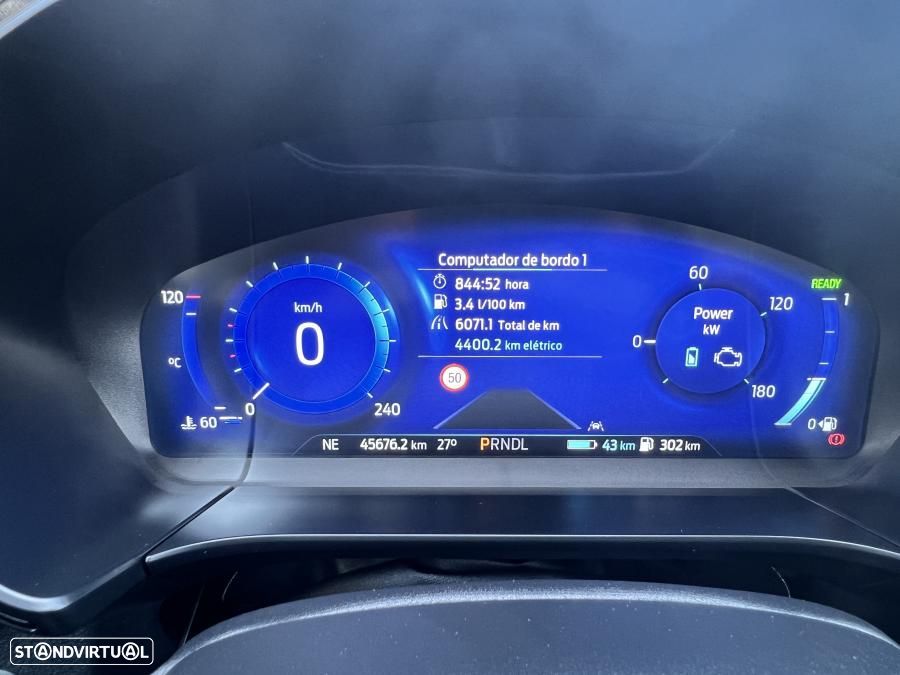 Computador de bordo 1
844:52 hora
3.4 l/100 km
6071.1 Total de km
4400.2 km elétrico
50
120
ºC
60
km/h
0
0
240
60
120
0
180
Power
kW
READY
1
0
NE 45676.2 km 27º PRNDL 43 km 302 km
STANDVIRTUAL